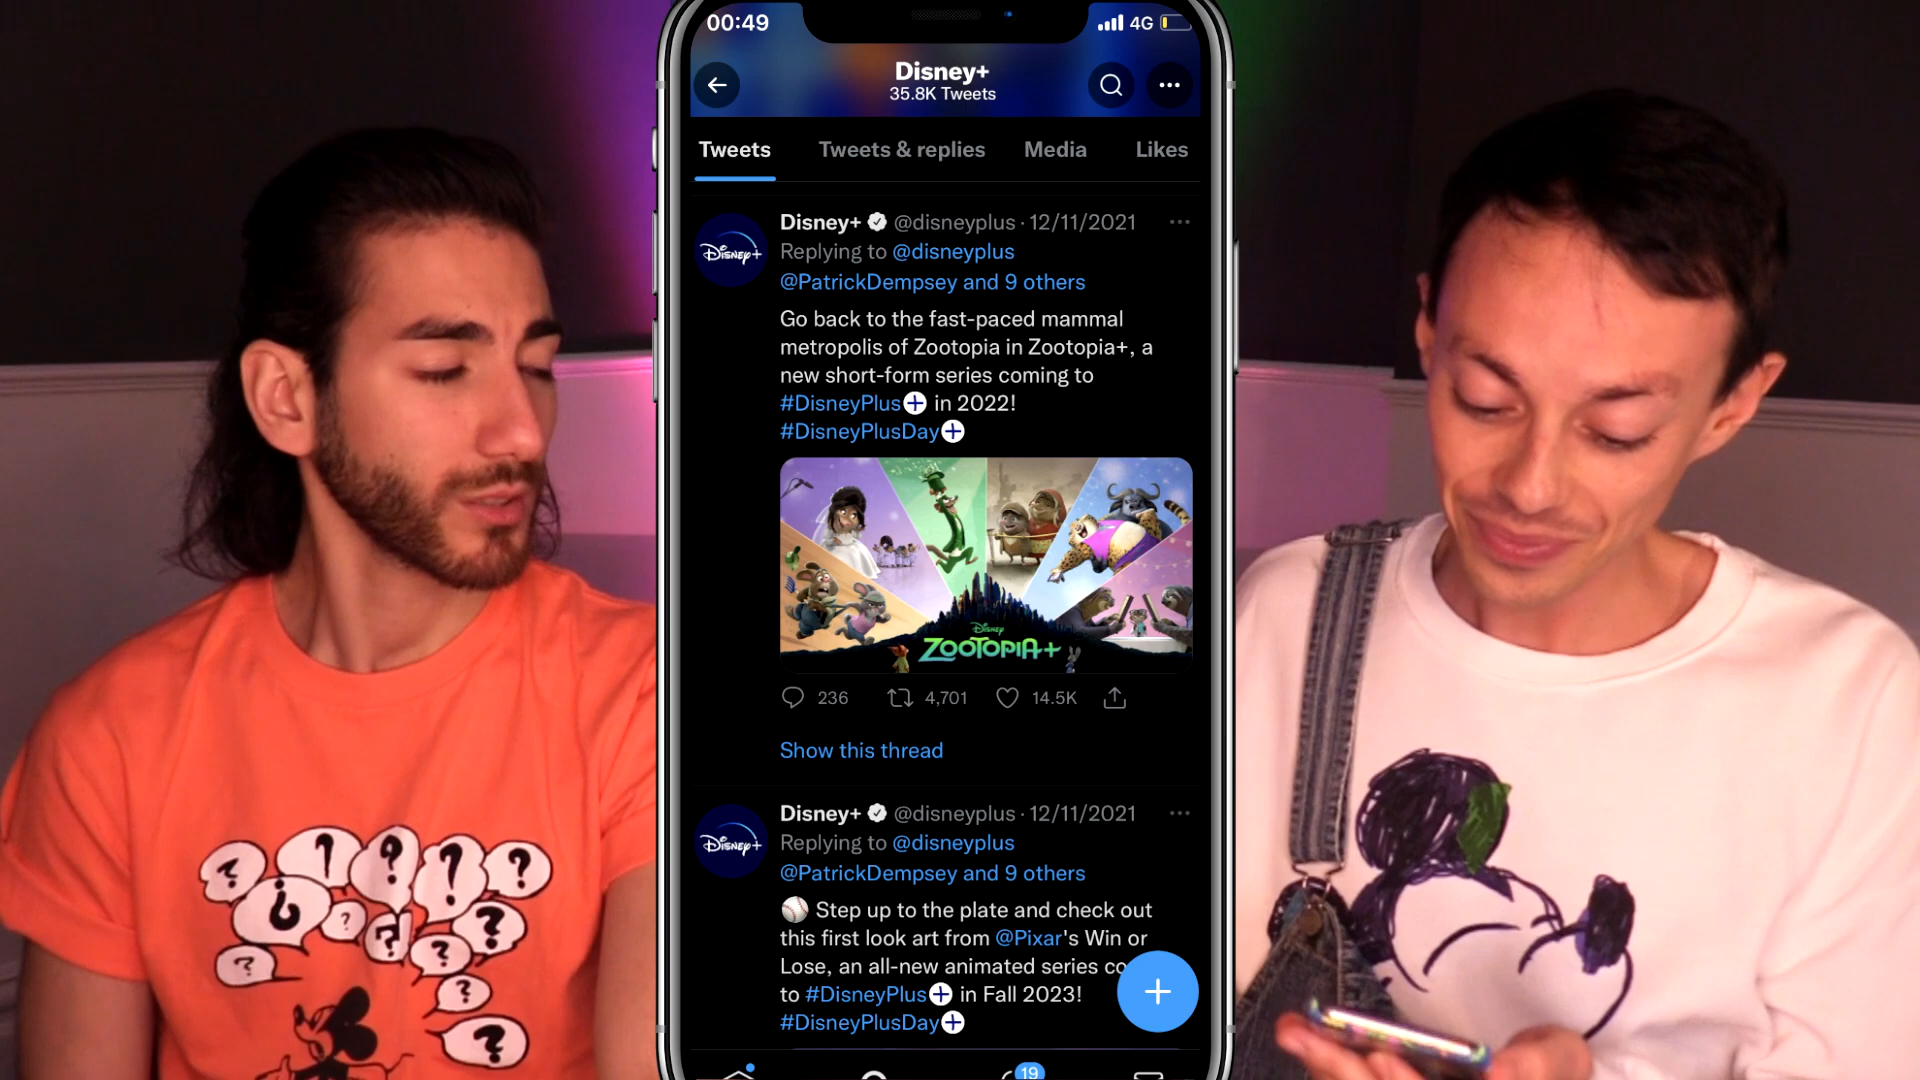 00:49
4G
Disney+
35.8K Tweets
Tweets
Tweets & replies
Media
Likes
Disney+ @disneyplus · 12/11/2021
Replying to @disneyplus
@PatrickDempsey and 9 others
Go back to the fast-paced mammal
metropolis of Zootopia in Zootopia+, a
new short-form series coming to
#DisneyPlus+ in 2022!
#DisneyPlusDay+
Disney+
Disney
ZOOTOPIA+
236
4,701
14.5K
Show this thread
Disney+ @disneyplus · 12/11/2021
Replying to @disneyplus
@PatrickDempsey and 9 others
Step up to the plate and check out
this first look art from @Pixar's Win or
Lose, an all-new animated series co
to #DisneyPlus+ in Fall 2023!
#DisneyPlusDay+
Disney+
19
? ! ? ! ?
? ? ? ? ?
? ? ?